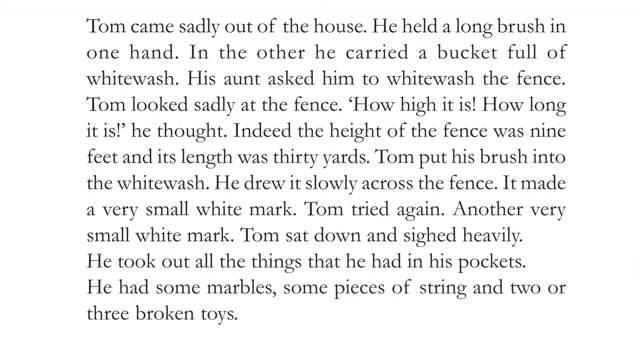 Tom came sadly out of the house. He held a long brush in
one hand. In the other he carried a bucket full of
whitewash. His aunt asked him to whitewash the fence.
Tom looked sadly at the fence. ‘How high it is! How long
it is!’ he thought. Indeed the height of the fence was nine
feet and its length was thirty yards. Tom put his brush into
the whitewash. He drew it slowly across the fence. It made
a very small white mark. Tom tried again. Another very
small white mark. Tom sat down and sighed heavily.
He took out all the things that he had in his pockets.
He had some marbles, some pieces of string and two or
three broken toys.